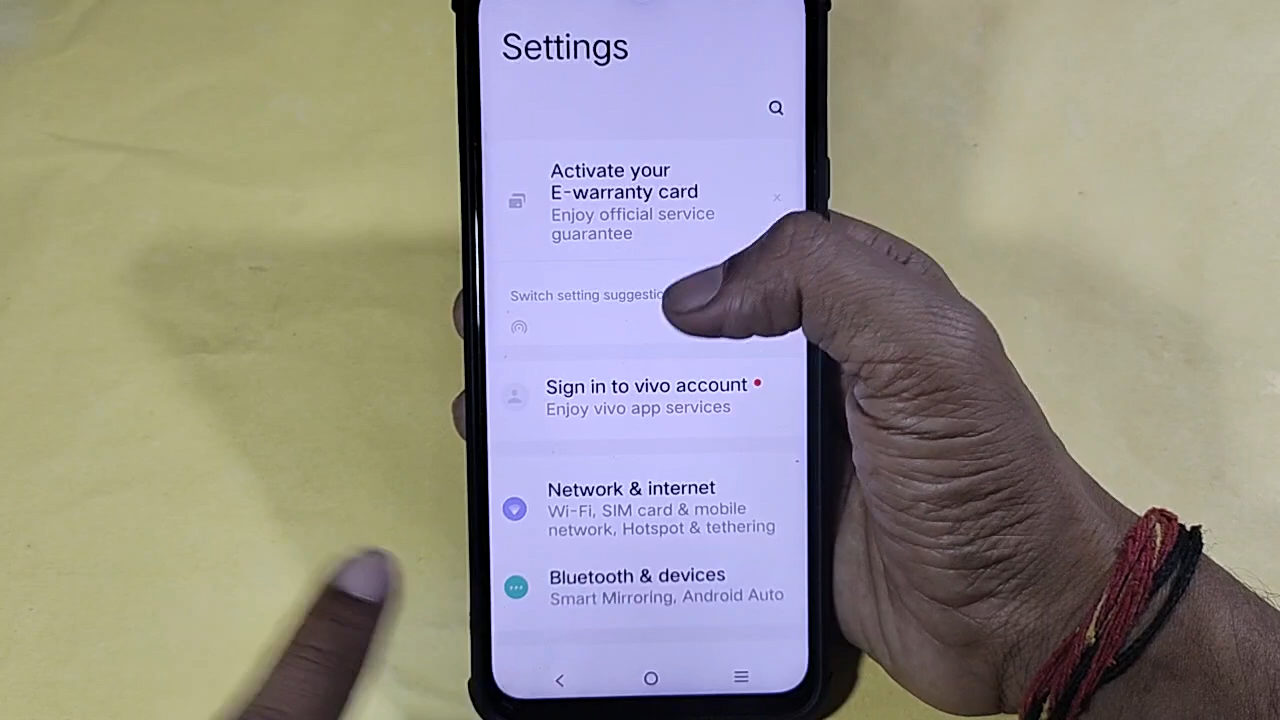 Settings
Activate your
E-warranty card
Enjoy official service
guarantee
Switch setting
Sign in to vivo account
Enjoy vivo app services
Network & internet
Wi-Fi, SIM card & mobile
network, Hotspot & tethering
Bluetooth & devices
Smart Mirroring, Android Auto